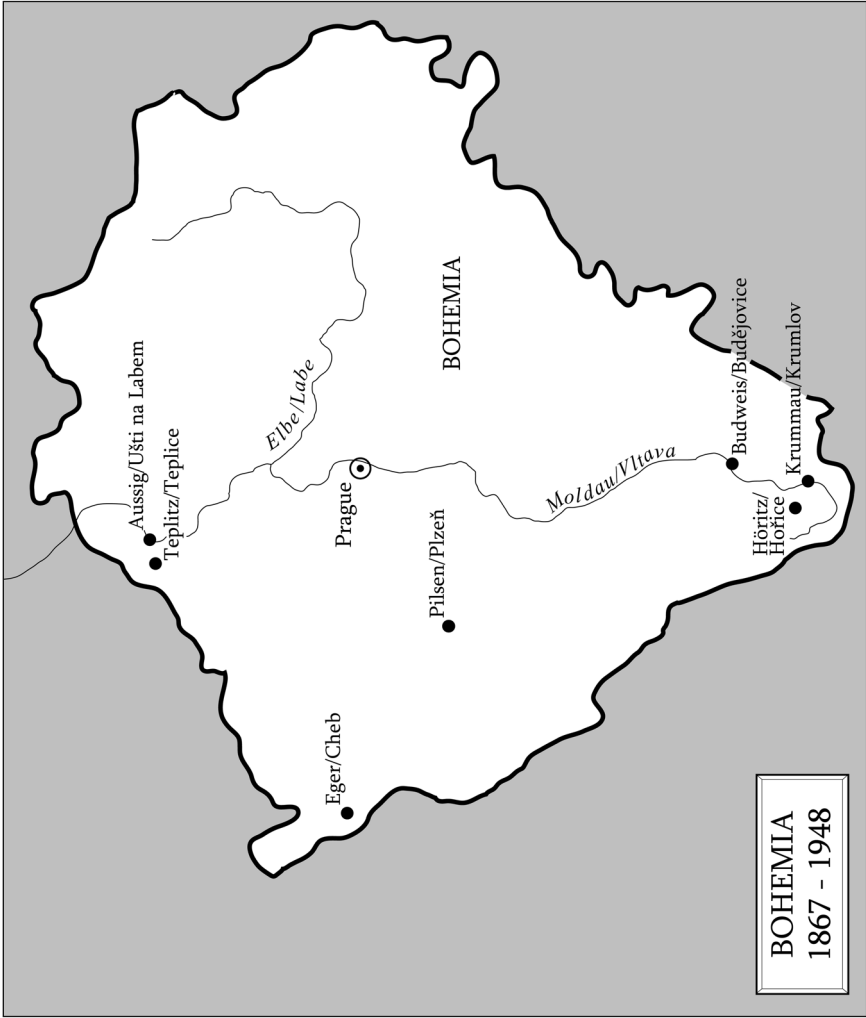 Aussig/Ušti na Labem
Teplitz/Teplice
Elbe/Labe
Prague
BOHEMIA
Eger/Cheb
Pilsen/Plzeň
Moldau/Vltava
Budweis/Budějovice
Krummau/Krumlov
Höritz/
Hořice
BOHEMIA
1867 – 1948